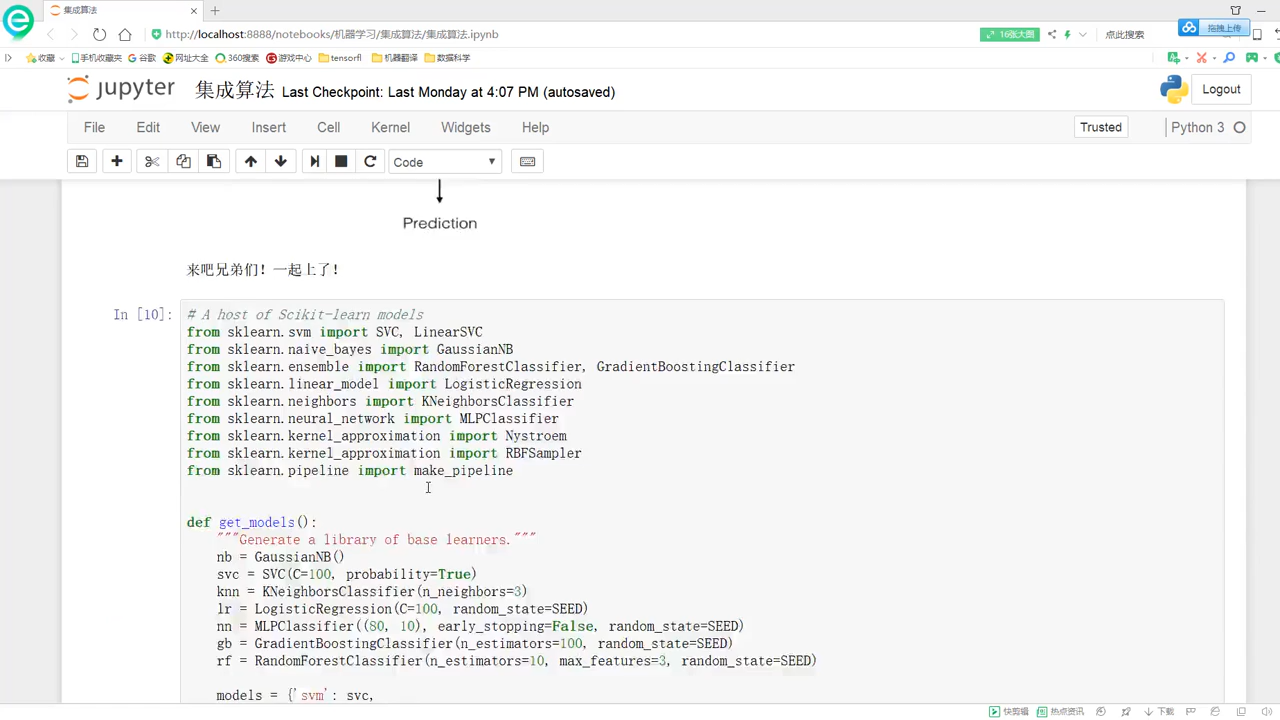 集成算法
http://localhost:8888/notebooks/机器学习/集成算法/集成算法.ipynb
16张大图
点此搜索
拖拽上传
收藏
手机收藏夹
谷歌
网址大全
360搜索
游戏中心
tensorfl
机器翻译
数据科学
jupyter 集成算法 Last Checkpoint: Last Monday at 4:07 PM (autosaved)
Logout
File Edit View Insert Cell Kernel Widgets Help
Trusted
Python 3
Code
Prediction
来吧兄弟们！一起上了！
In [10]:
# A host of Scikit-learn models
from sklearn.svm import SVC, LinearSVC
from sklearn.naive_bayes import GaussianNB
from sklearn.ensemble import RandomForestClassifier, GradientBoostingClassifier
from sklearn.linear_model import LogisticRegression
from sklearn.neighbors import KNeighborsClassifier
from sklearn.neural_network import MLPClassifier
from sklearn.kernel_approximation import Nystroem
from sklearn.kernel_approximation import RBFSampler
from sklearn.pipeline import make_pipeline
def get_models():
"""Generate a library of base learners."""
nb = GaussianNB()
svc = SVC(C=100, probability=True)
knn = KNeighborsClassifier(n_neighbors=3)
lr = LogisticRegression(C=100, random_state=SEED)
nn = MLPClassifier((80, 10), early_stopping=False, random_state=SEED)
gb = GradientBoostingClassifier(n_estimators=100, random_state=SEED)
rf = RandomForestClassifier(n_estimators=10, max_features=3, random_state=SEED)
models = {'svm': svc,
快剪辑
热点资讯
下载